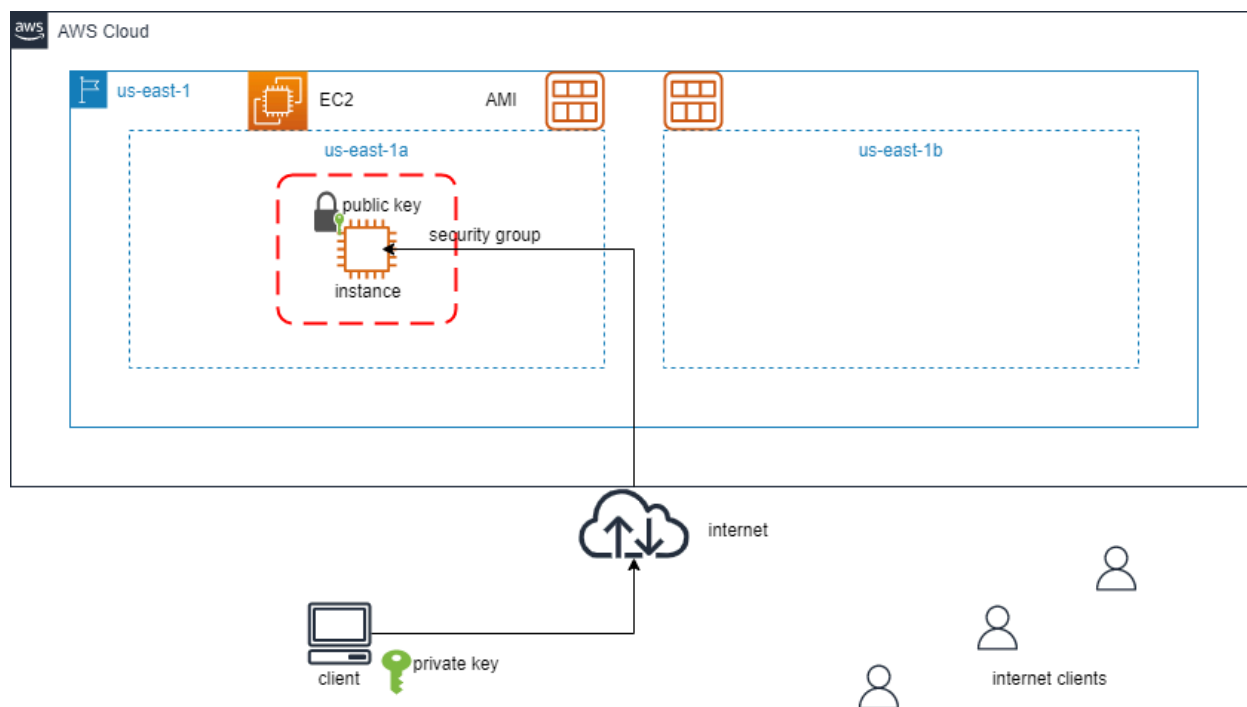 aws
AWS Cloud
us-east-1
EC2
AMI
us-east-1a
us-east-1b
public key
security group
instance
internet
client
private key
internet clients